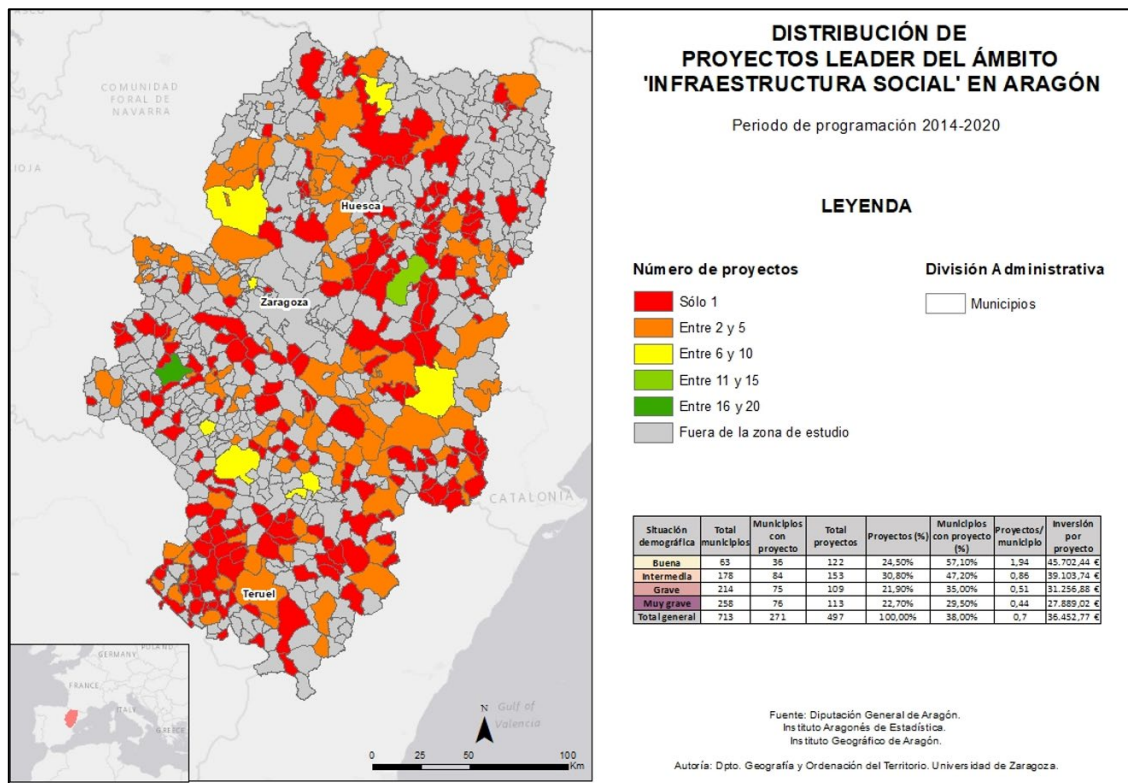 DISTRIBUCIÓN DE
PROYECTOS LEADER DEL ÁMBITO
'INFRAESTRUCTURA SOCIAL' EN ARAGÓN
Periodo de programación 2014-2020
LEYENDA
Número de proyectos
Sólo 1
Entre 2 y 5
Entre 6 y 10
Entre 11 y 15
Entre 16 y 20
Fuera de la zona de estudio
División Administrativa
Municipios
Situación demográfica Total municipios Municipios con proyecto Total proyectos Proyectos (%) Municipios con proyecto (%) Proyectos/municipio Inversión por proyecto
Buena 63 36 122 24,50% 57,10% 1,94 45.702,44 €
Intermedia 178 84 153 30,80% 47,20% 0,86 39.103,74 €
Grave 214 75 109 21,90% 35,00% 0,51 31.256,88 €
Muy grave 258 76 113 22,70% 29,50% 0,44 27.889,02 €
Total general 713 271 497 100,00% 38,00% 0,7 36.452,77 €
Fuente: Diputación General de Aragón.
Instituto Aragonés de Estadística.
Instituto Geográfico de Aragón.
Autoría: Dpto. Geografía y Ordenación del Territorio. Universidad de Zaragoza.
COMUNIDAD
FORAL DE
NAVARRA
Huesca
Zaragoza
Teruel
CATALONIA
Gulf of
Valencia
N
0 25 50 100
Km
GERMANY
POLAND
FRANCE
ITALY
GREECE